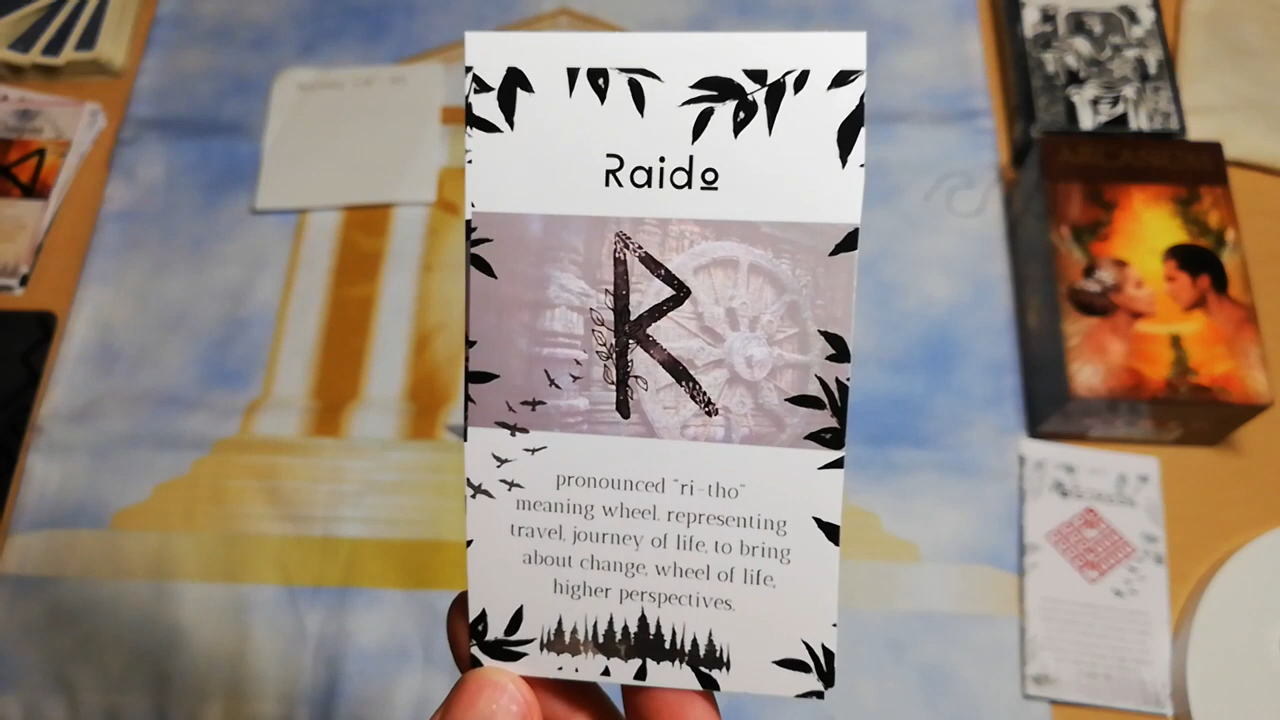 Raido
pronounced "ri-tho"
meaning wheel. representing
travel, journey of life, to bring
about change, wheel of life,
higher perspectives.